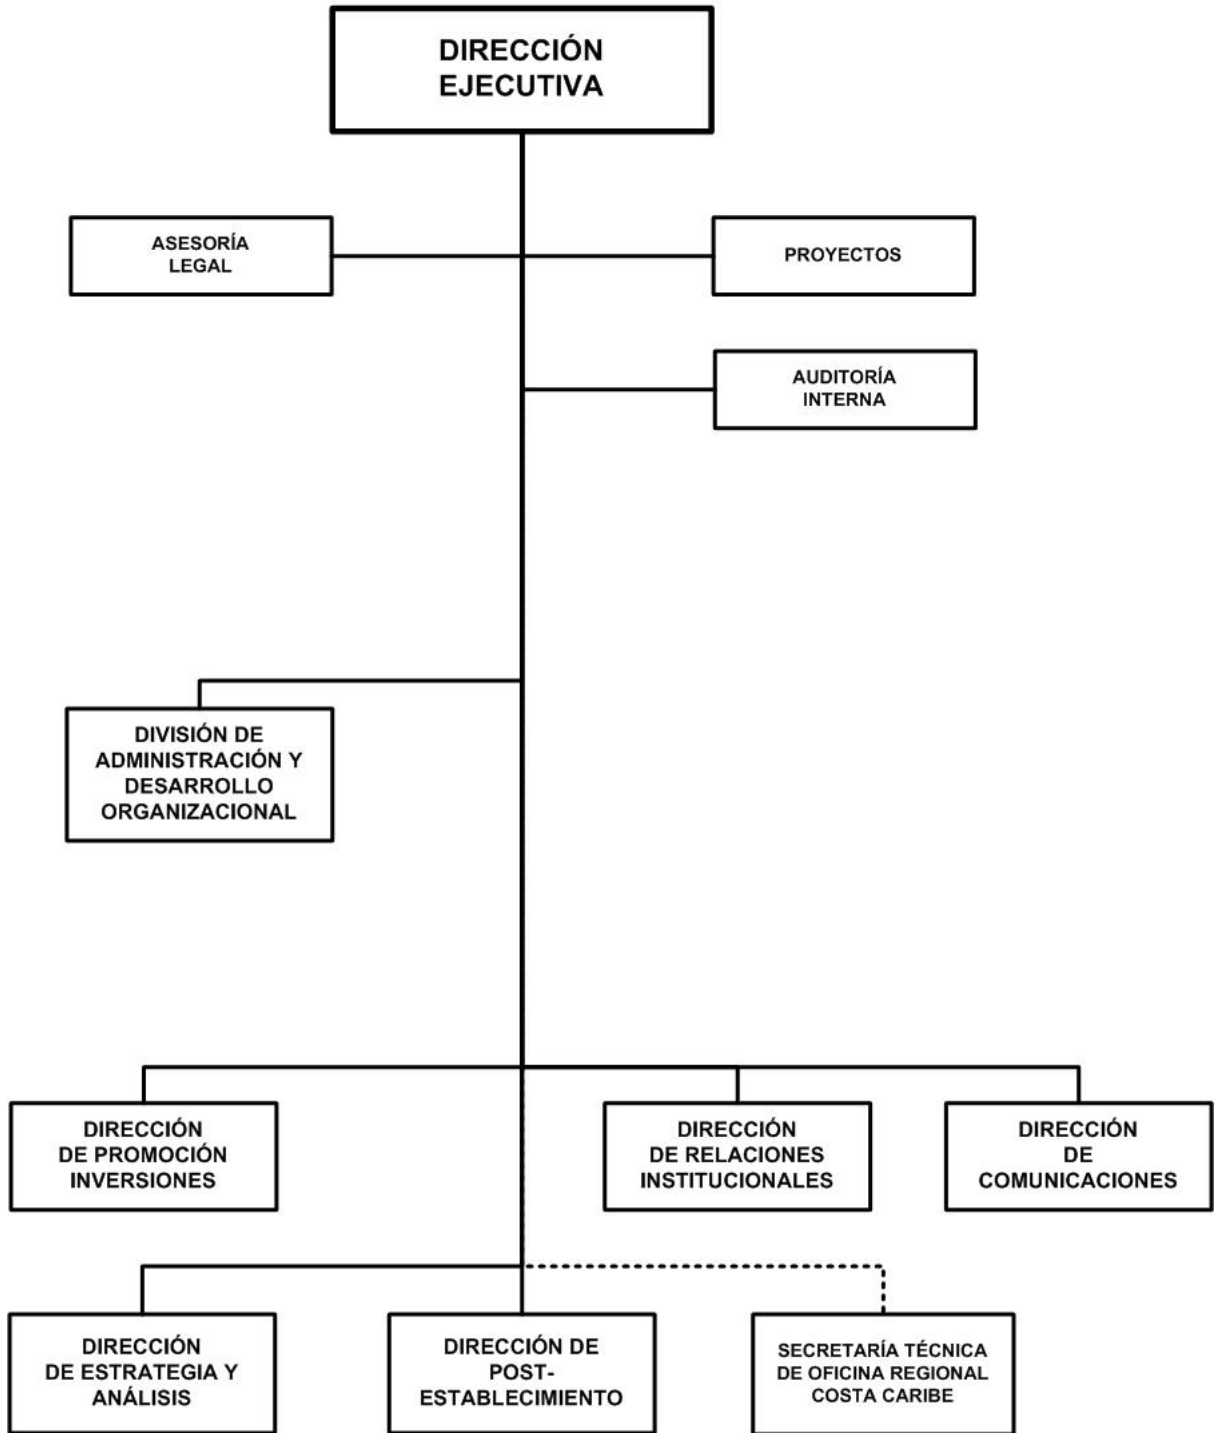 DIRECCIÓN
EJECUTIVA
ASESORÍA
LEGAL
PROYECTOS
AUDITORÍA
INTERNA
DIVISIÓN DE
ADMINISTRACIÓN Y
DESARROLLO
ORGANIZACIONAL
DIRECCIÓN
DE PROMOCIÓN
INVERSIONES
DIRECCIÓN
DE RELACIONES
INSTITUCIONALES
DIRECCIÓN
DE
COMUNICACIONES
DIRECCIÓN
DE ESTRATEGIA Y
ANÁLISIS
DIRECCIÓN DE
POST-
ESTABLECIMIENTO
SECRETARÍA TÉCNICA
DE OFICINA REGIONAL
COSTA CARIBE